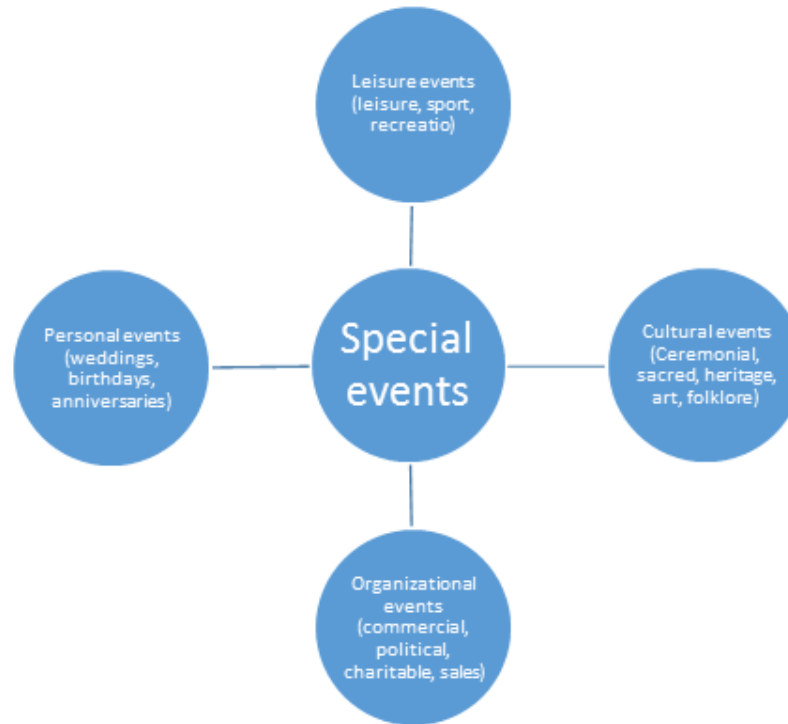 Leisure events
(leisure, sport,
recreatio)
Personal events
(weddings,
birthdays,
anniversaries)
Special
events
Cultural events
(Ceremonial,
sacred, heritage,
art, folklore)
Organizational
events
(commercial,
political,
charitable, sales)